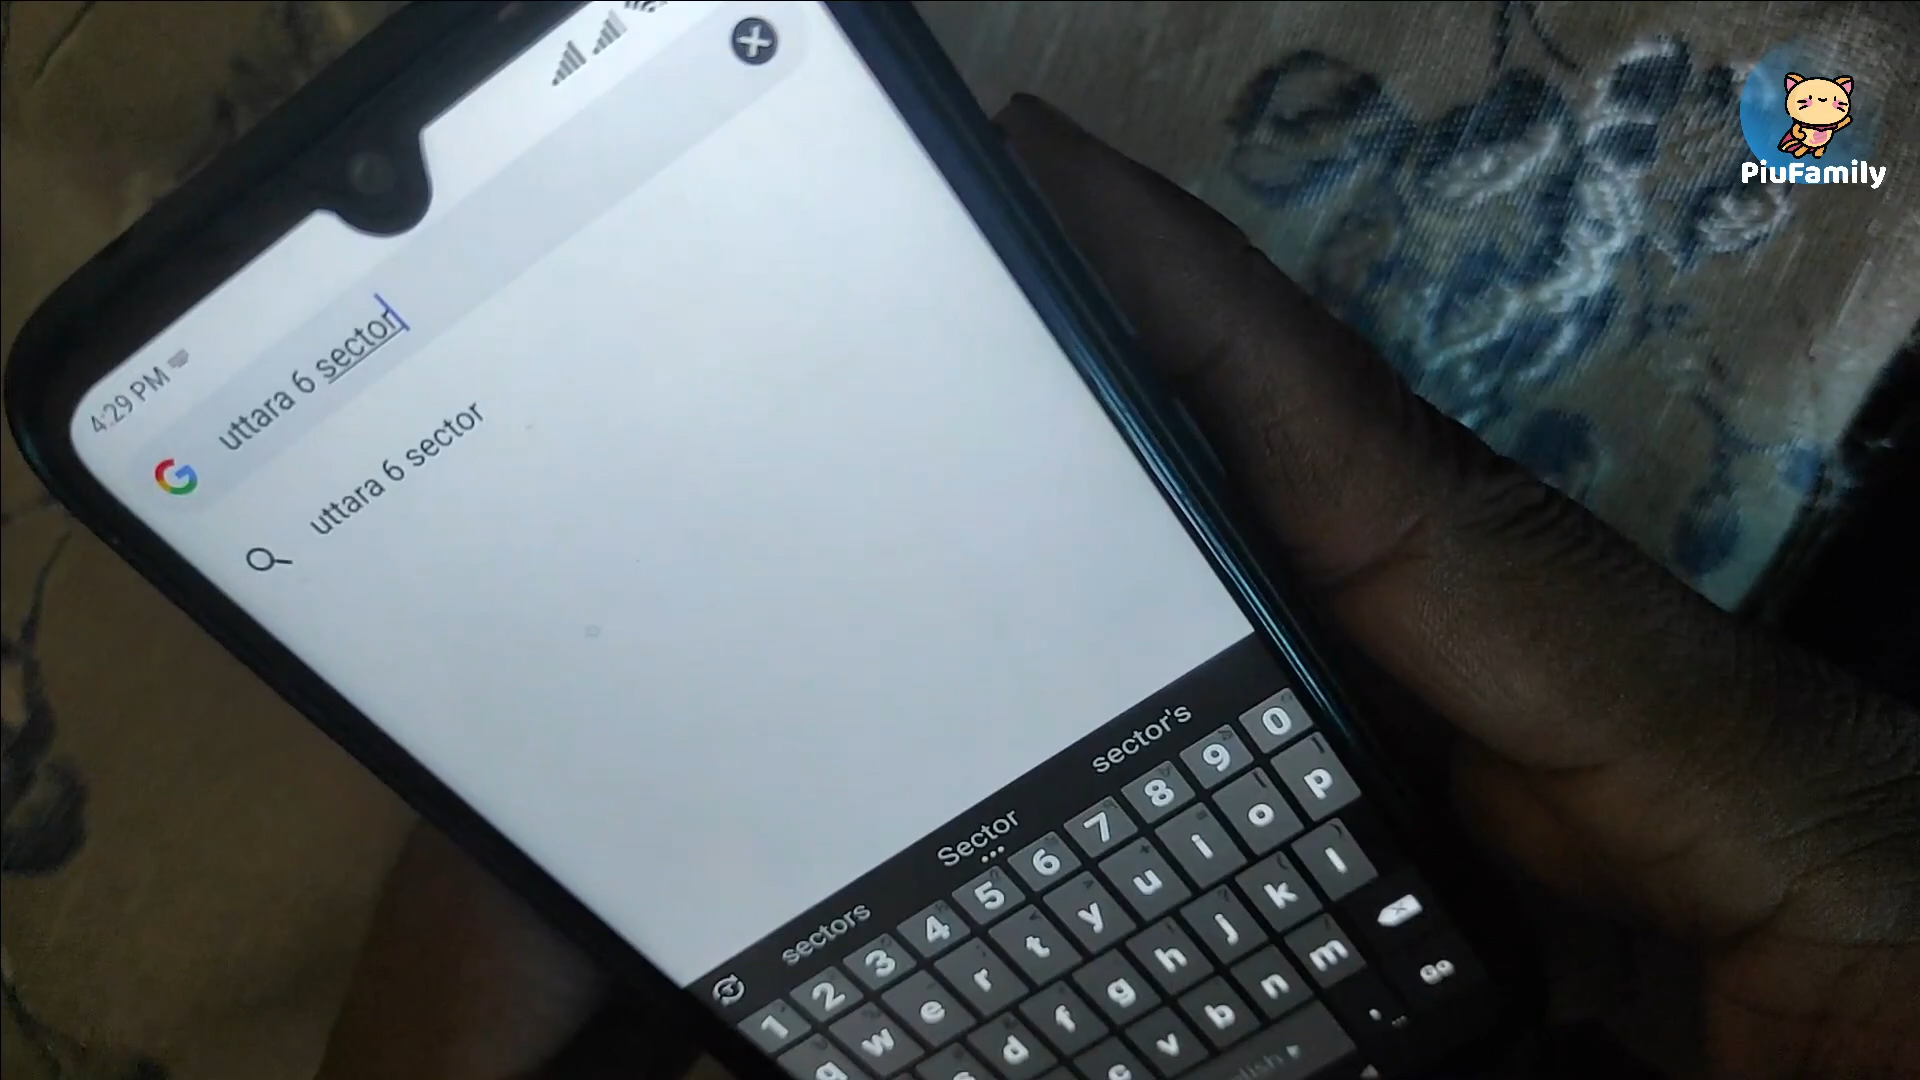 PiuFamily
4:29 PM
uttara 6 sector
uttara 6 sector
sectors Sector sector's
1 2 3 4 5 6 7 8 9 0
q w e r t y u i o p
s d f g h j k l
c v b n m
Go